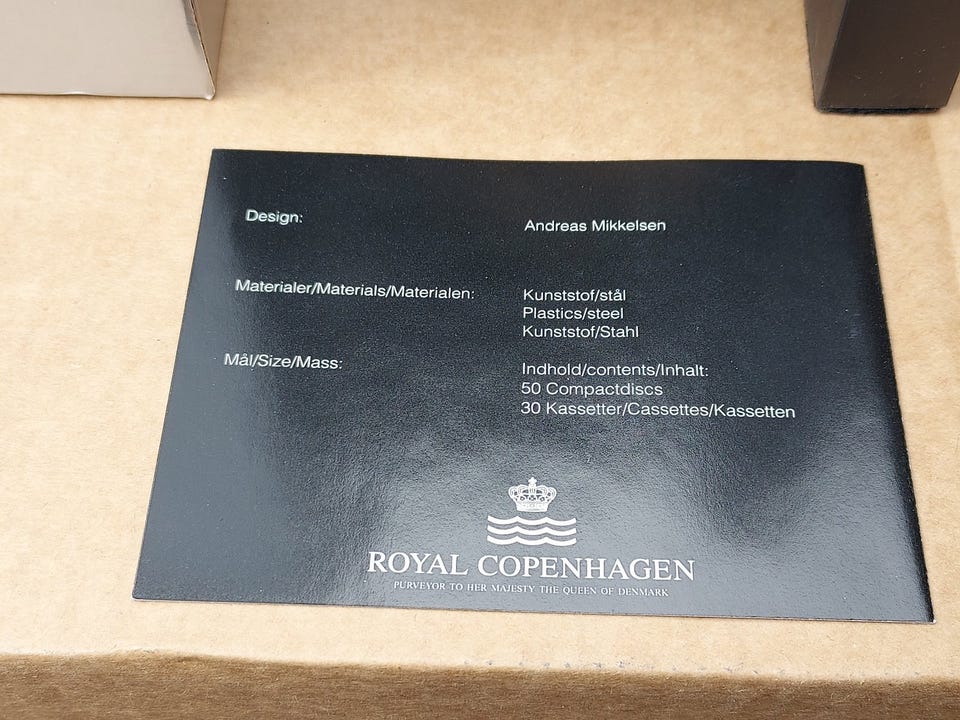 Design: Andreas Mikkelsen
Materialer/Materials/Materialen: Kunststof/stål
Plastics/steel
Kunststof/Stahl
Mål/Size/Mass: Indhold/contents/Inhalt:
50 Compactdiscs
30 Kassetter/Cassettes/Kassetten
ROYAL COPENHAGEN
PURVEYOR TO HER MAJESTY THE QUEEN OF DENMARK